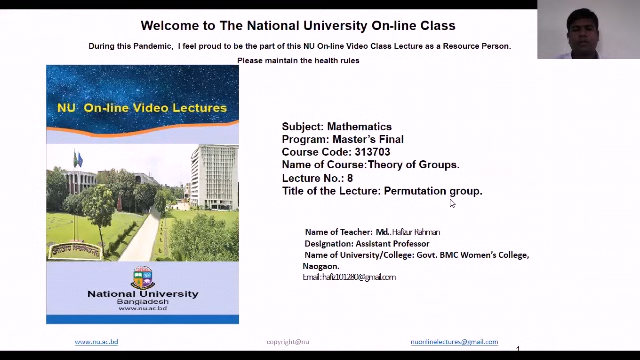 Welcome to The National University On-line Class
During this Pandemic, I feel proud to be the part of this NU On-line Video Class Lecture as a Resource Person.
Please maintain the health rules
NU On-line Video Lectures
National University
Bangladesh
www.nu.ac.bd
Subject: Mathematics
Program: Master's Final
Course Code: 313703
Name of Course:Theory of Groups.
Lecture No.: 8
Title of the Lecture: Permutation group.
Name of Teacher: Md. Hafizur Rahman
Designation: Assistant Professor
Name of University/College: Govt. BMC Women's College,
Naogaon.
Email: hafiz101280@gmail.com
www.nu.ac.bd
copyright@nu
nuonlinelectures@gmail.com
1